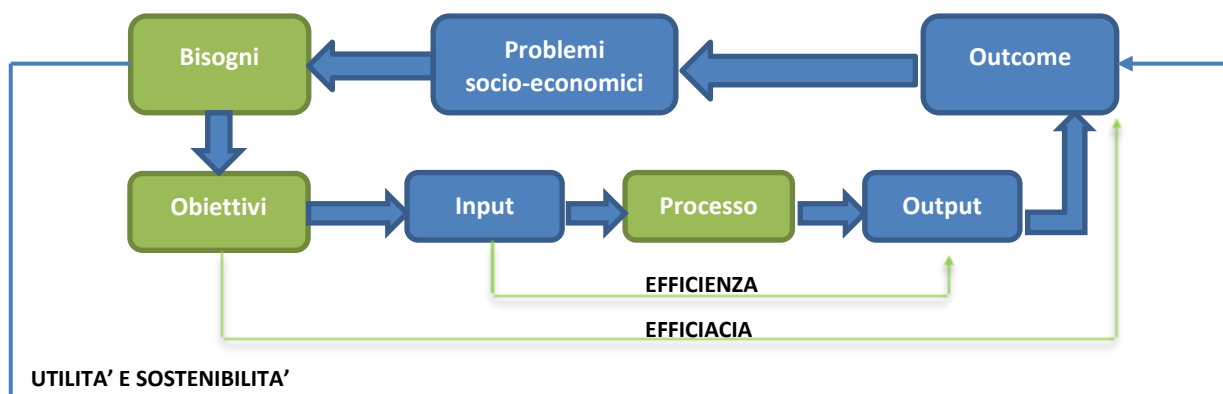 Bisogni
Problemi
socio-economici
Outcome
Obiettivi
Input
Processo
Output
EFFICIENZA
EFFICIACIA
UTILITA’ E SOSTENIBILITA’